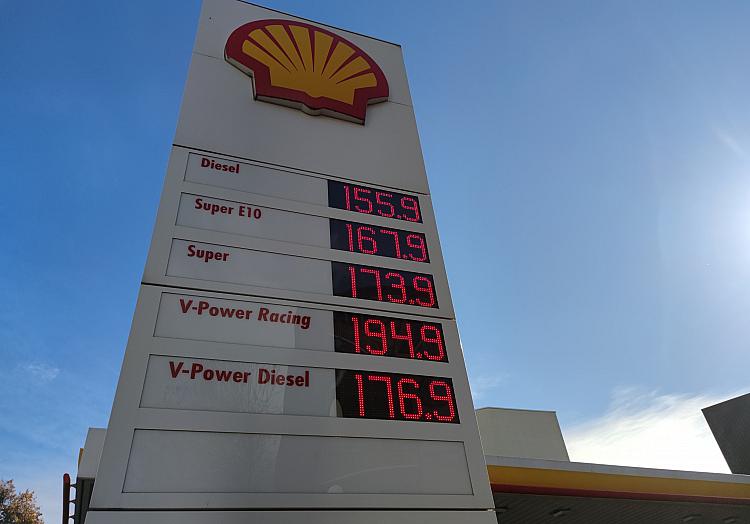 Diesel 155.9
Super E10 167.9
Super 173.9
V-Power Racing 194.9
V-Power Diesel 176.9